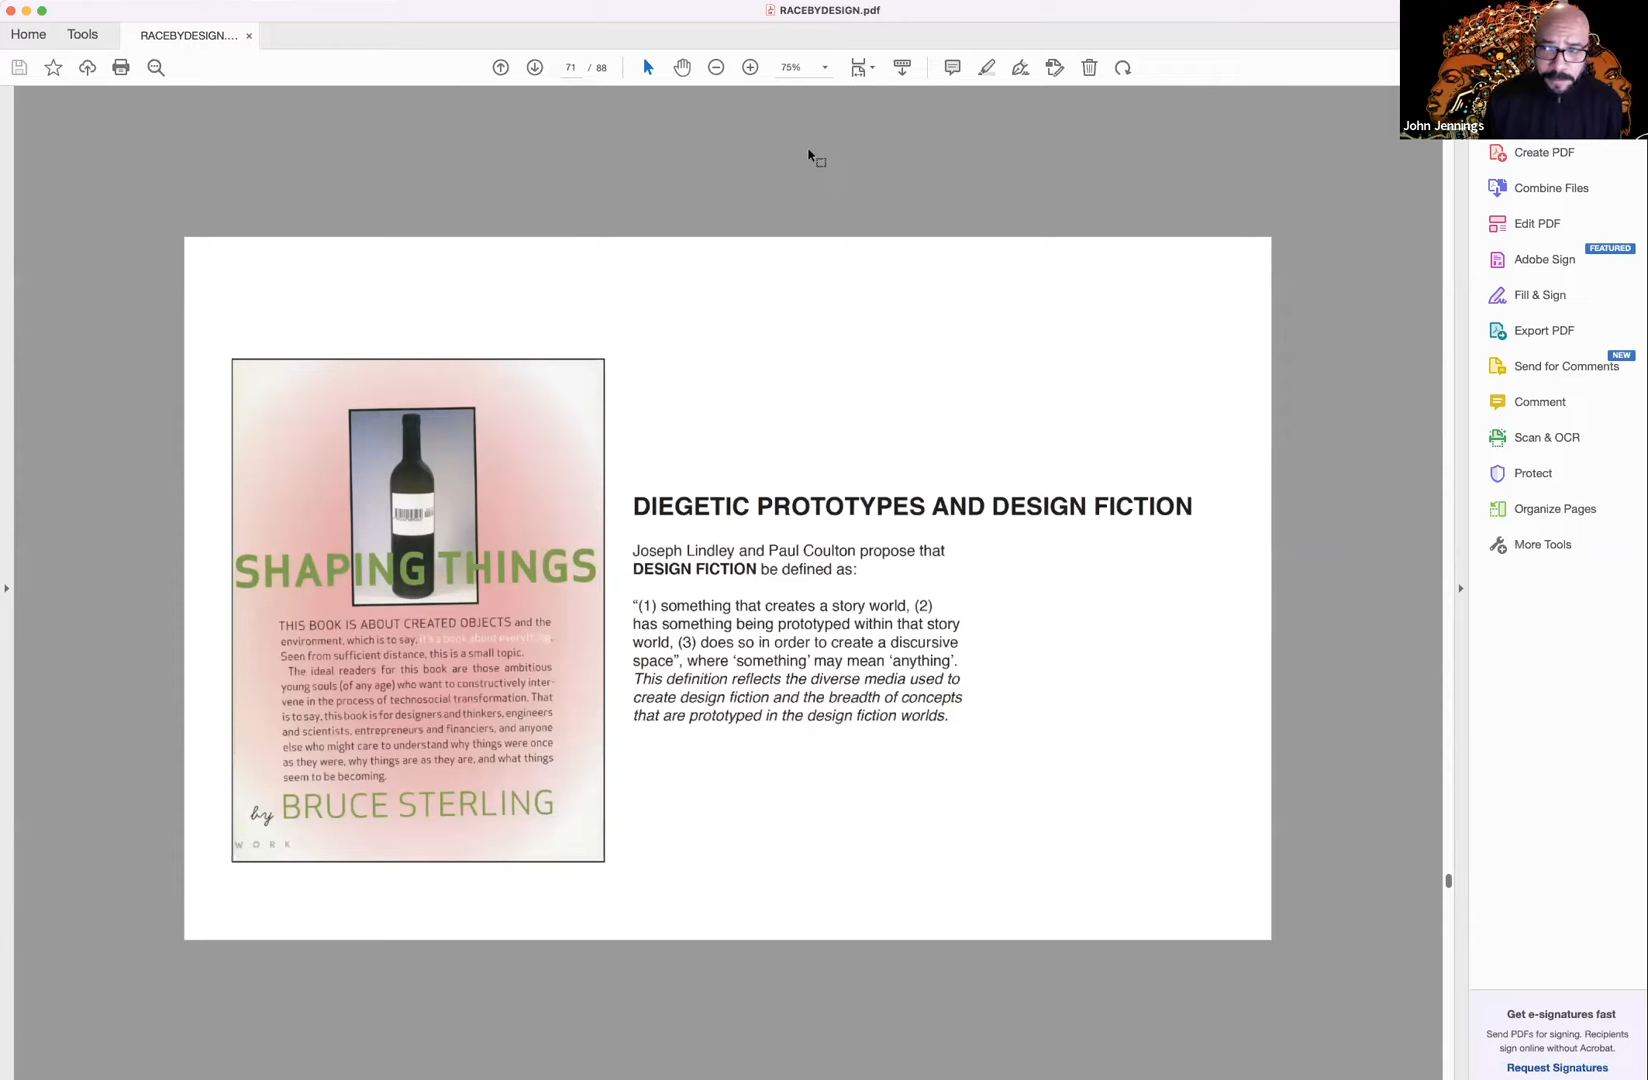 RACEBYDESIGN.pdf
Home
Tools
RACEBYDESIGN....
71 / 88
75%
John Jennings
Create PDF
Combine Files
Edit PDF
FEATURED
Adobe Sign
Fill & Sign
Export PDF
NEW
Send for Comments
Comment
Scan & OCR
Protect
Organize Pages
More Tools
SHAPING THINGS
THIS BOOK IS ABOUT CREATED OBJECTS and the
environment, which is to say, it's a book about everything.
Seen from sufficient distance, this is a small topic.
The ideal readers for this book are those ambitious
young souls (of any age) who want to constructively inter-
vene in the process of technosocial transformation. That
is to say, this book is for designers and thinkers, engineers
and scientists, entrepreneurs and financiers, and anyone
else who might care to understand why things were once
as they were, why things are as they are, and what things
seem to be becoming.
by BRUCE STERLING
WORK
DIEGETIC PROTOTYPES AND DESIGN FICTION
Joseph Lindley and Paul Coulton propose that
DESIGN FICTION be defined as:
“(1) something that creates a story world, (2)
has something being prototyped within that story
world, (3) does so in order to create a discursive
space”, where ‘something’ may mean ‘anything’.
This definition reflects the diverse media used to
create design fiction and the breadth of concepts
that are prototyped in the design fiction worlds.
Get e-signatures fast
Send PDFs for signing. Recipients
sign online without Acrobat.
Request Signatures